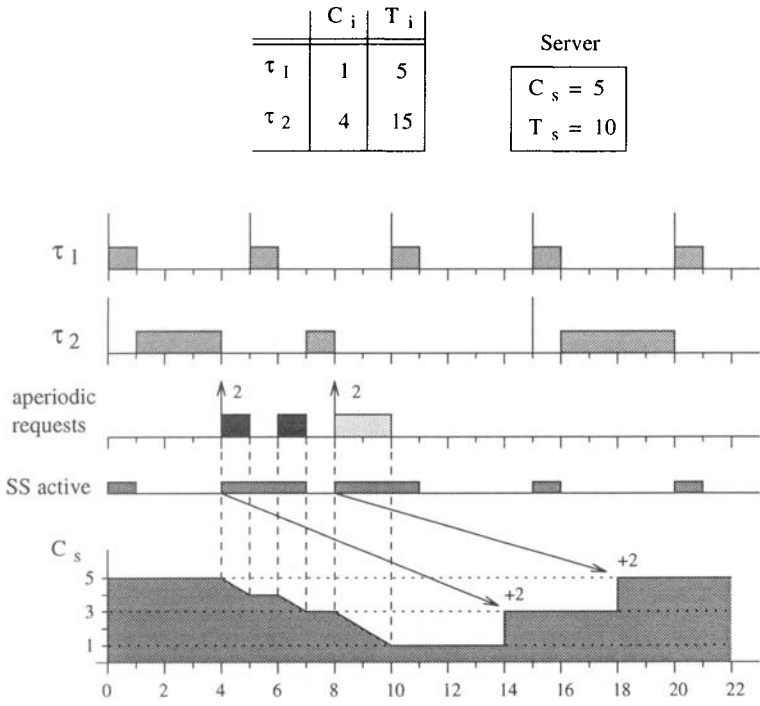 C i T i
τ 1 1 5
τ 2 4 15
Server
C s = 5
T s = 10
τ 1
τ 2
aperiodic
requests
2
2
SS active
C s
+2
+2
5
3
1
0 2 4 6 8 10 12 14 16 18 20 22